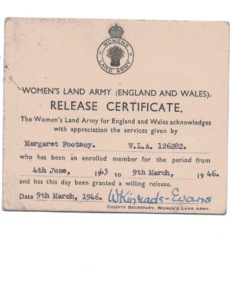 WOMEN'S LAND ARMY
WOMEN'S LAND ARMY (ENGLAND AND WALES).
RELEASE CERTIFICATE.
The Women's Land Army for England and Wales acknowledges
with appreciation the services given by
Margaret Footsoy. W.L.A. 126282.
who has been an enrolled member for the period from
4th June, 1943 to 9th March, 1946.
and has this day been granted a willing release.
Date 9th March, 1946.
COUNTY SECRETARY, WOMEN'S LAND ARMY.